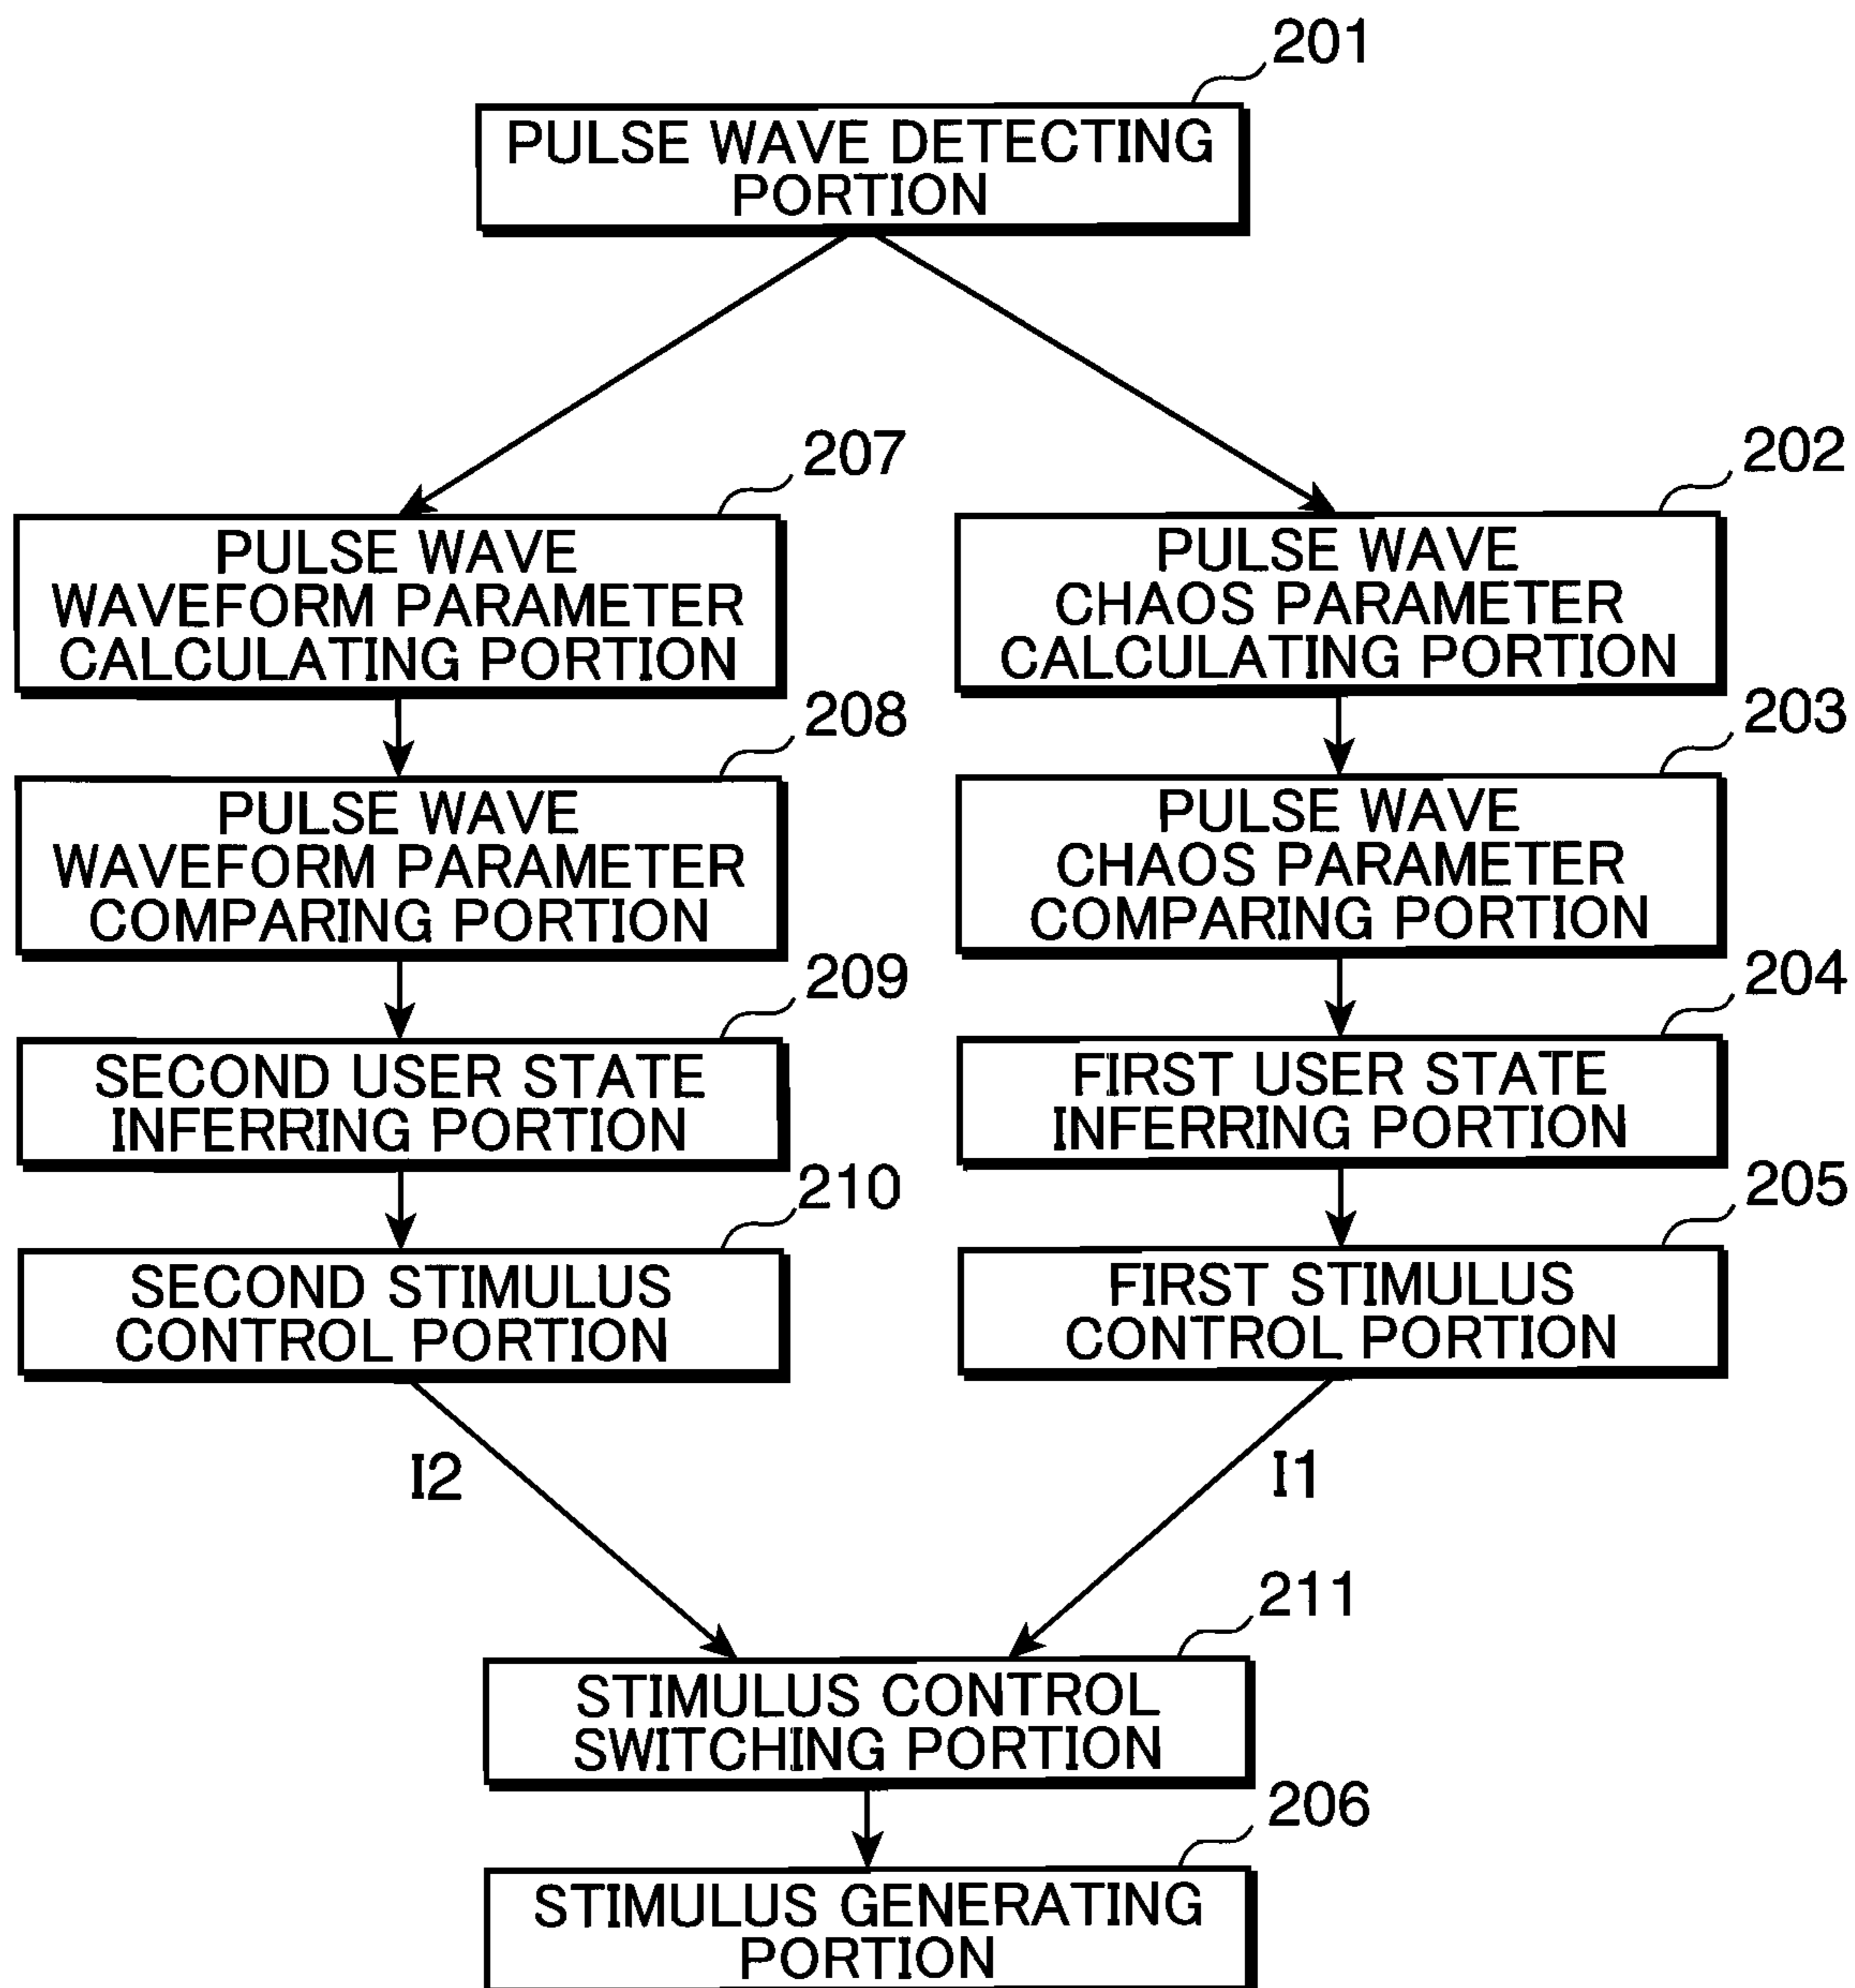 201
PULSE WAVE DETECTING
PORTION
207
PULSE WAVE
WAVEFORM PARAMETER
CALCULATING PORTION
202
PULSE WAVE
CHAOS PARAMETER
CALCULATING PORTION
208
PULSE WAVE
WAVEFORM PARAMETER
COMPARING PORTION
203
PULSE WAVE
CHAOS PARAMETER
COMPARING PORTION
209
SECOND USER STATE
INFERRING PORTION
204
FIRST USER STATE
INFERRING PORTION
210
SECOND STIMULUS
CONTROL PORTION
205
FIRST STIMULUS
CONTROL PORTION
I2
I1
211
STIMULUS CONTROL
SWITCHING PORTION
206
STIMULUS GENERATING
PORTION